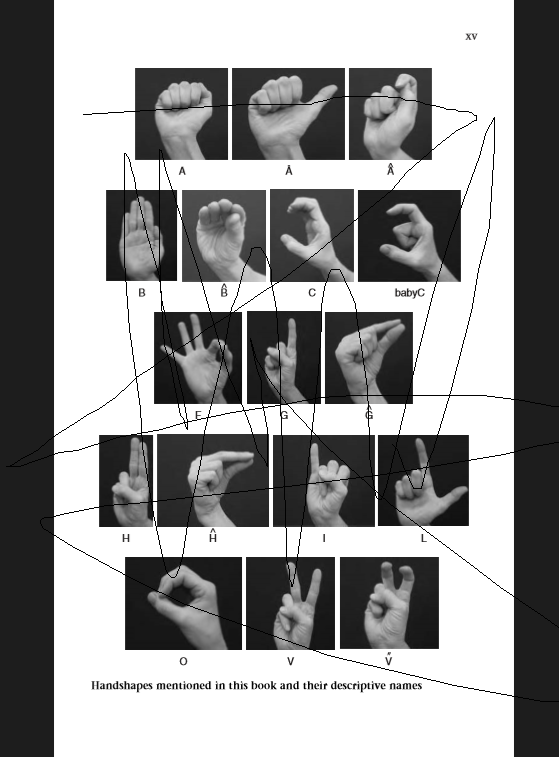 xv
A Ȧ Â
B B̂ C babyC
F G Ĝ
H Ĥ I L
O V V̎
Handshapes mentioned in this book and their descriptive names